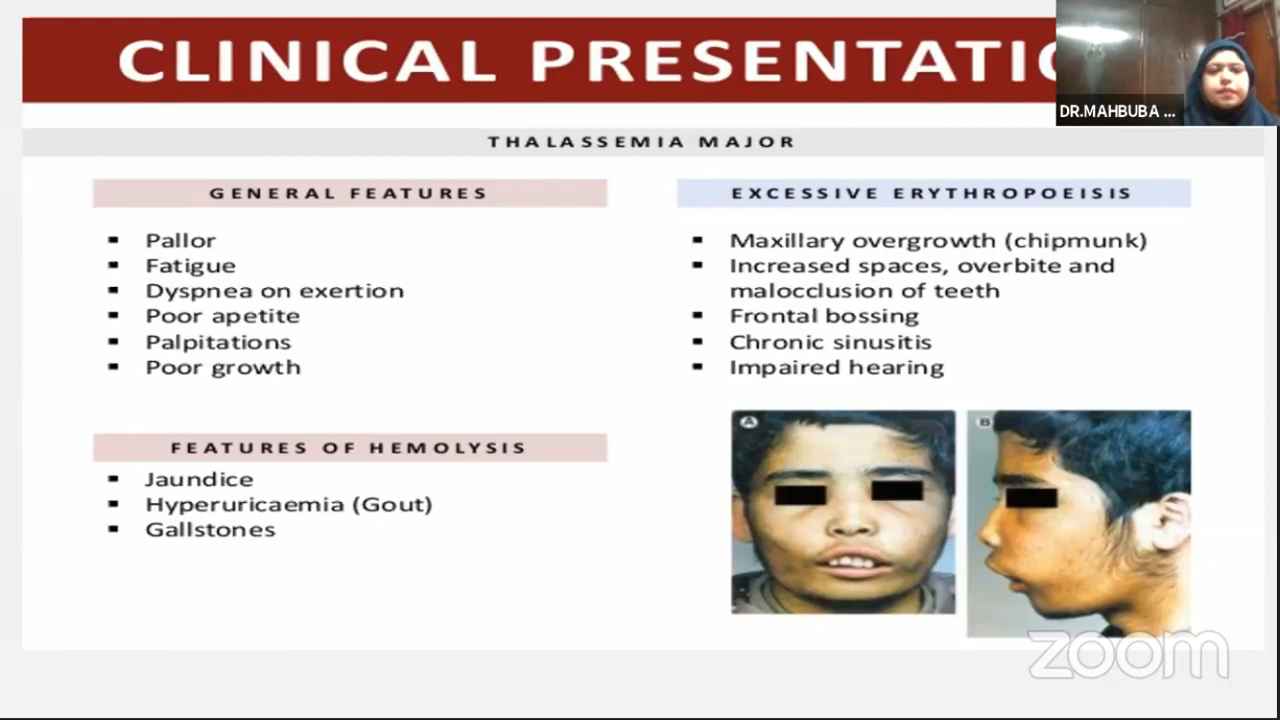 CLINICAL PRESENTATIO
DR.MAHBUBA ...
THALASSEMIA MAJOR
GENERAL FEATURES
▪ Pallor
▪ Fatigue
▪ Dyspnea on exertion
▪ Poor apetite
▪ Palpitations
▪ Poor growth
FEATURES OF HEMOLYSIS
▪ Jaundice
▪ Hyperuricaemia (Gout)
▪ Gallstones
EXCESSIVE ERYTHROPOEISIS
▪ Maxillary overgrowth (chipmunk)
▪ Increased spaces, overbite and
malocclusion of teeth
▪ Frontal bossing
▪ Chronic sinusitis
▪ Impaired hearing
A
B
zoom